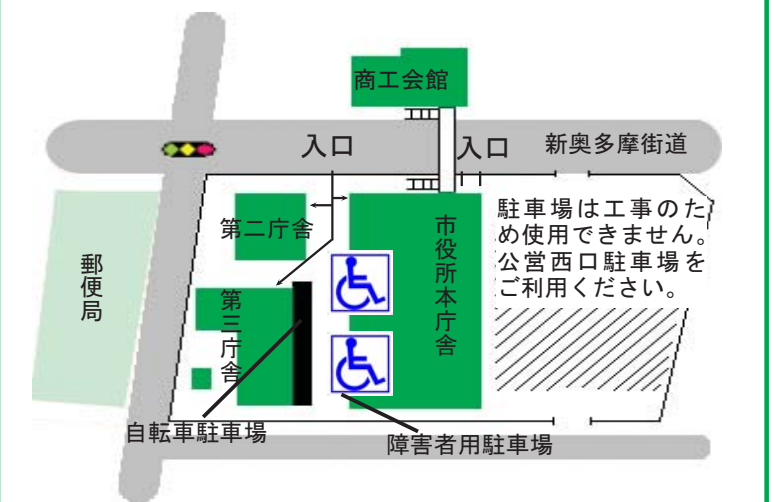 商工会館
入口
入口
新奥多摩街道
第二庁舎
市役所本庁舎
駐車場は工事のた
め使用できません。
公営西口駐車場を
ご利用ください。
郵便局
第三庁舎
自転車駐車場
障害者用駐車場